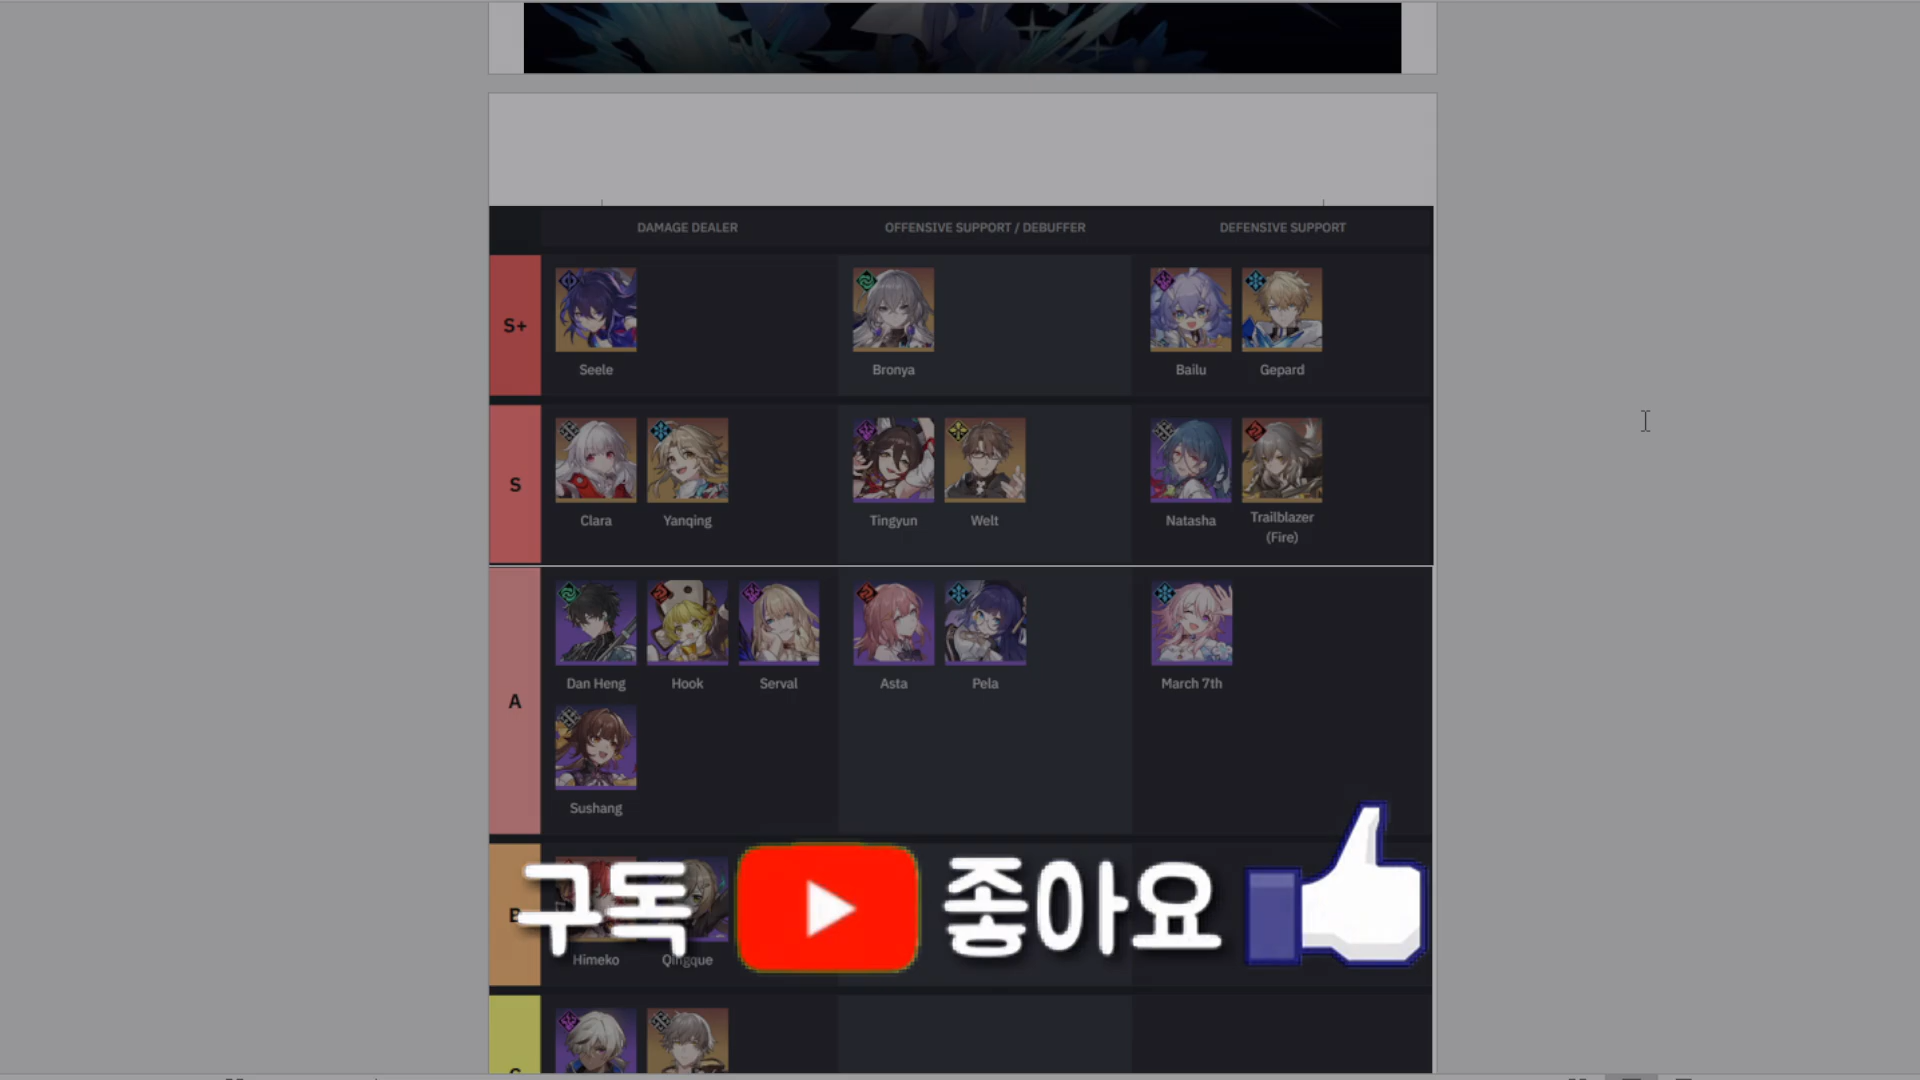 DAMAGE DEALER OFFENSIVE SUPPORT / DEBUFFER DEFENSIVE SUPPORT
S+
Seele Bronya Bailu Gepard
S
Clara Yanqing Tingyun Welt Natasha Trailblazer
(Fire)
A
Dan Heng Hook Serval Asta Pela March 7th
Sushang
구독 좋아요
Himeko Qingque